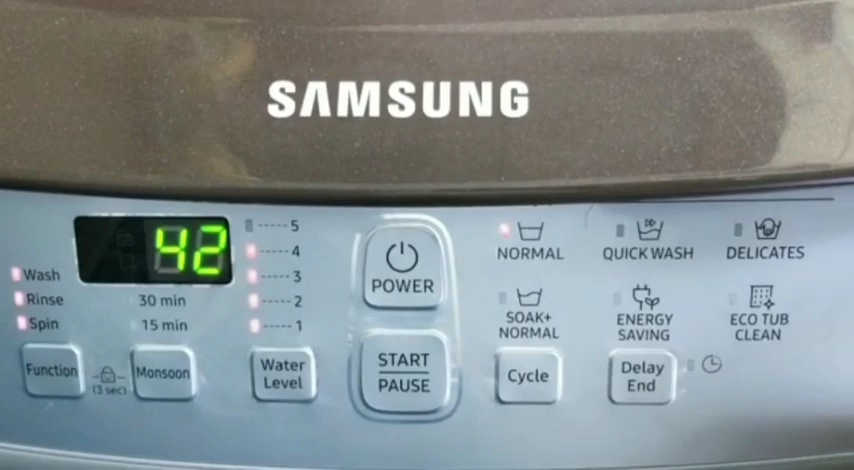 SAMSUNG
42
Wash
Rinse
Spin
30 min
15 min
Function
(3 sec)
Monsoon
5
4
3
2
1
Water
Level
POWER
START
PAUSE
NORMAL
QUICK WASH
DELICATES
SOAK+
NORMAL
ENERGY
SAVING
ECO TUB
CLEAN
Cycle
Delay
End